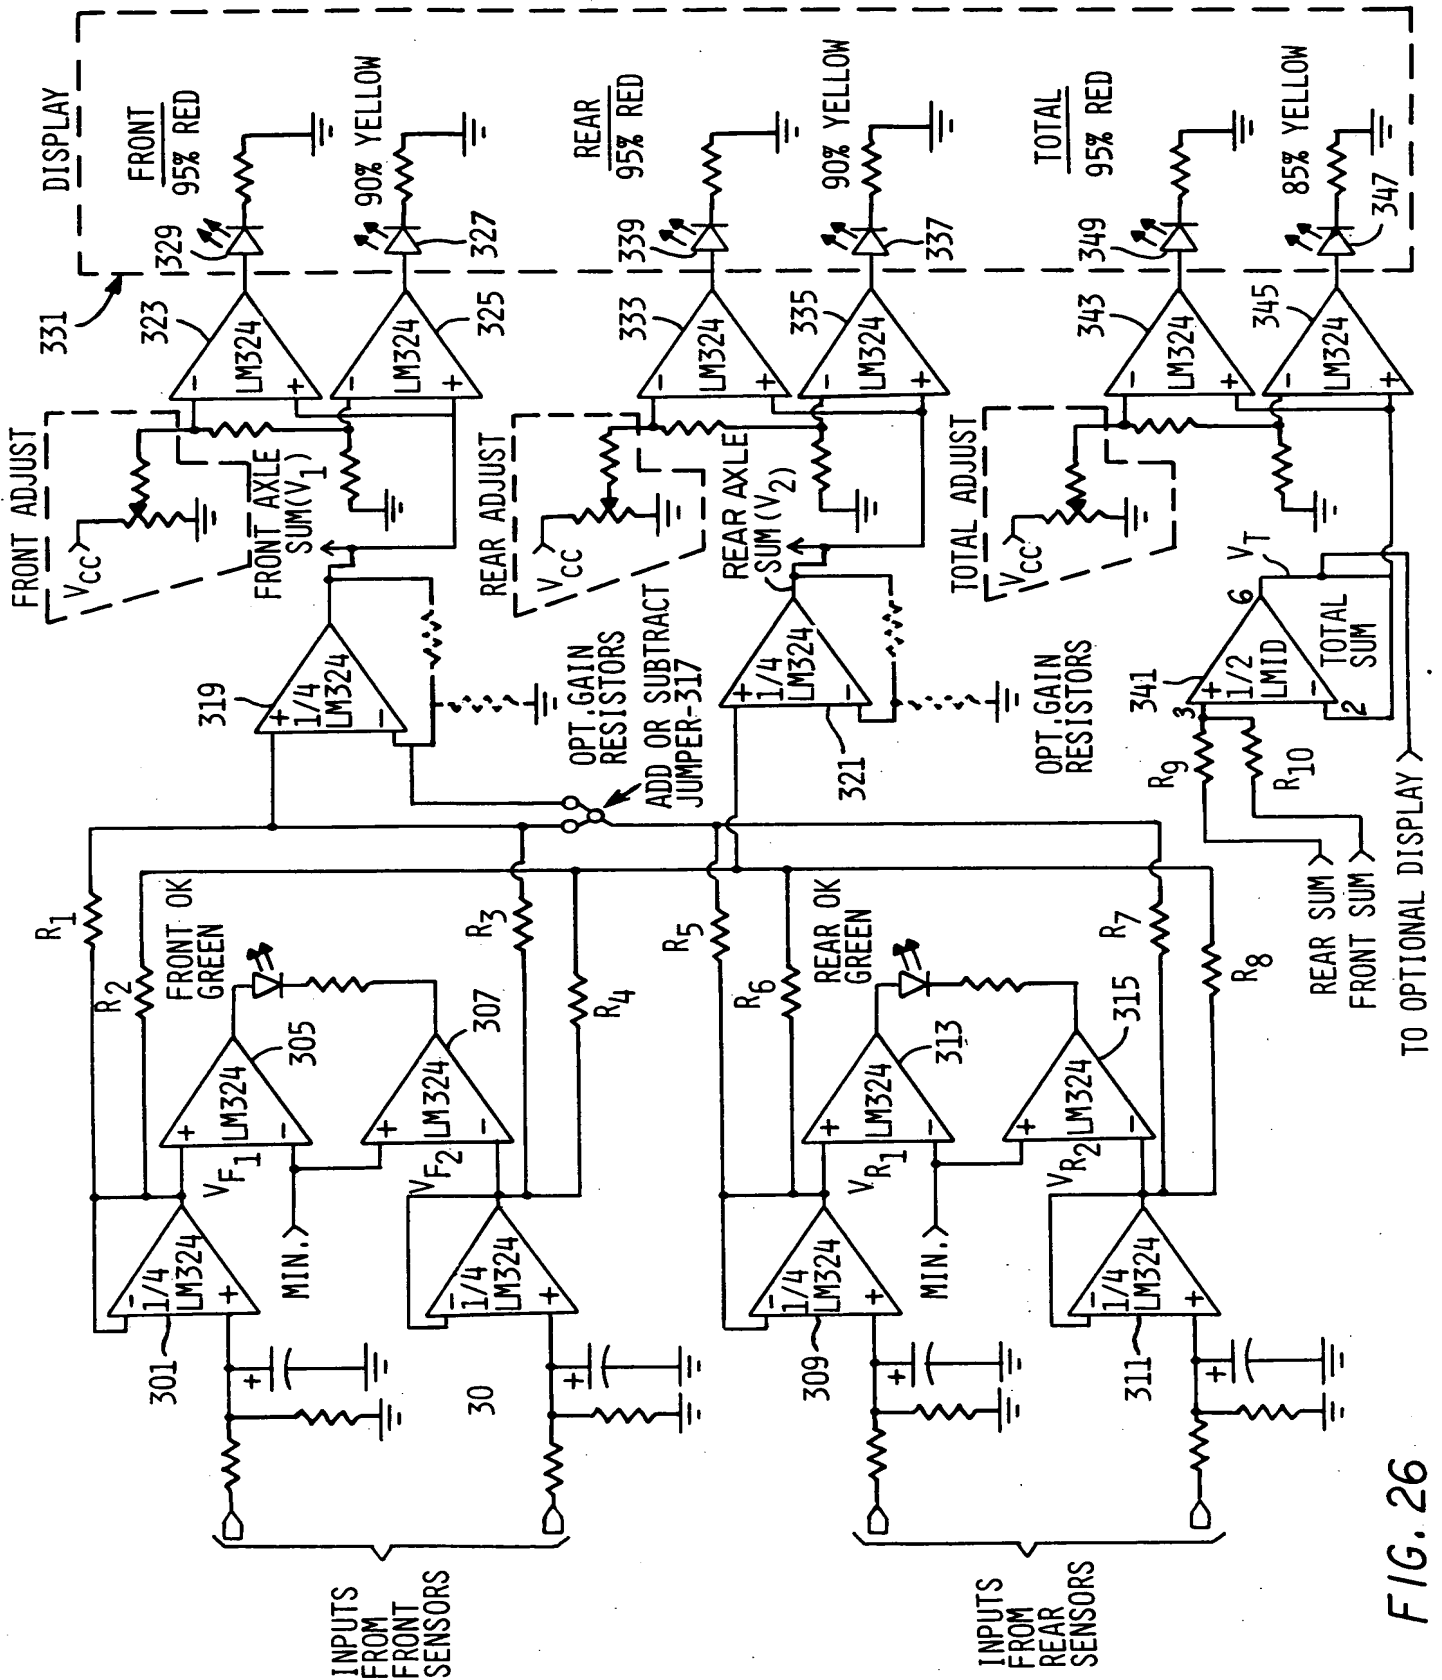 DISPLAY
331
FRONT
95% RED
329
90% YELLOW
327
REAR
95% RED
339
90% YELLOW
337
TOTAL
95% RED
349
85% YELLOW
347
323
LM324
-
+
LM324
-
+
325
333
LM324
-
+
335
LM324
-
+
343
LM324
-
+
345
LM324
-
+
FRONT ADJUST
VCC
FRONT AXLE
SUM (V1)
REAR ADJUST
VCC
REAR AXLE
SUM (V2)
TOTAL ADJUST
VCC
VT
319
+
1/4
LM324
-
OPT. GAIN
RESISTORS
ADD OR SUBTRACT
JUMPER-317
+
1/4
LM324
-
321
OPT. GAIN
RESISTORS
341
3
+
1/2
LMID
6
2
TOTAL
SUM
R9
R10
REAR SUM
FRONT SUM
TO OPTIONAL DISPLAY
R1
R2
R3
R4
R5
R6
R7
R8
FRONT OK
GREEN
305
+
LM324
-
307
+
LM324
-
VF1
VF2
MIN.
REAR OK
GREEN
313
+
LM324
-
315
+
LM324
-
VR1
VR2
MIN.
301
-
1/4
LM324
+
30
-
1/4
LM324
+
309
-
1/4
LM324
+
311
-
1/4
LM324
+
+
+
+
+
INPUTS
FROM
FRONT
SENSORS
INPUTS
FROM
REAR
SENSORS
FIG. 26